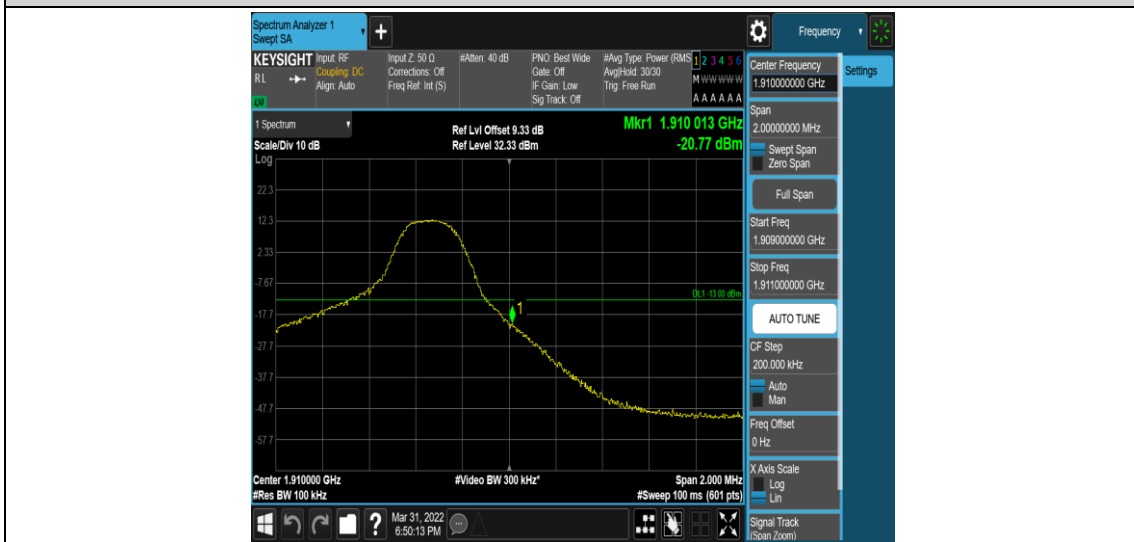 Spectrum Analyzer 1
Swept SA
+
Frequency
KEYSIGHT
RL
LXI
Input: RF
Coupling: DC
Align: Auto
Input Z: 50 Ω
Corrections: Off
Freq Ref: Int (S)
#Atten: 40 dB
PNO: Best Wide
Gate: Off
IF Gain: Low
Sig Track: Off
#Avg Type: Power (RMS
Avg|Hold: 30/30
Trig: Free Run
1 2 3 4 5 6
M W W W W W
A A A A A A
1 Spectrum
Scale/Div 10 dB
Log
Ref Lvl Offset 9.33 dB
Ref Level 32.33 dBm
Mkr1 1.910 013 GHz
-20.77 dBm
22.3
12.3
2.33
-7.67
DL1 -13.00 dBm
1
-17.7
-27.7
-37.7
-47.7
-57.7
Center 1.910000 GHz
#Res BW 100 kHz
#Video BW 300 kHz*
Span 2.000 MHz
#Sweep 100 ms (601 pts)
?
Mar 31, 2022
6:50:13 PM
Center Frequency
1.910000000 GHz
Settings
Span
2.00000000 MHz
Swept Span
Zero Span
Full Span
Start Freq
1.909000000 GHz
Stop Freq
1.911000000 GHz
AUTO TUNE
CF Step
200.000 kHz
Auto
Man
Freq Offset
0 Hz
X Axis Scale
Log
Lin
Signal Track
(Span Zoom)